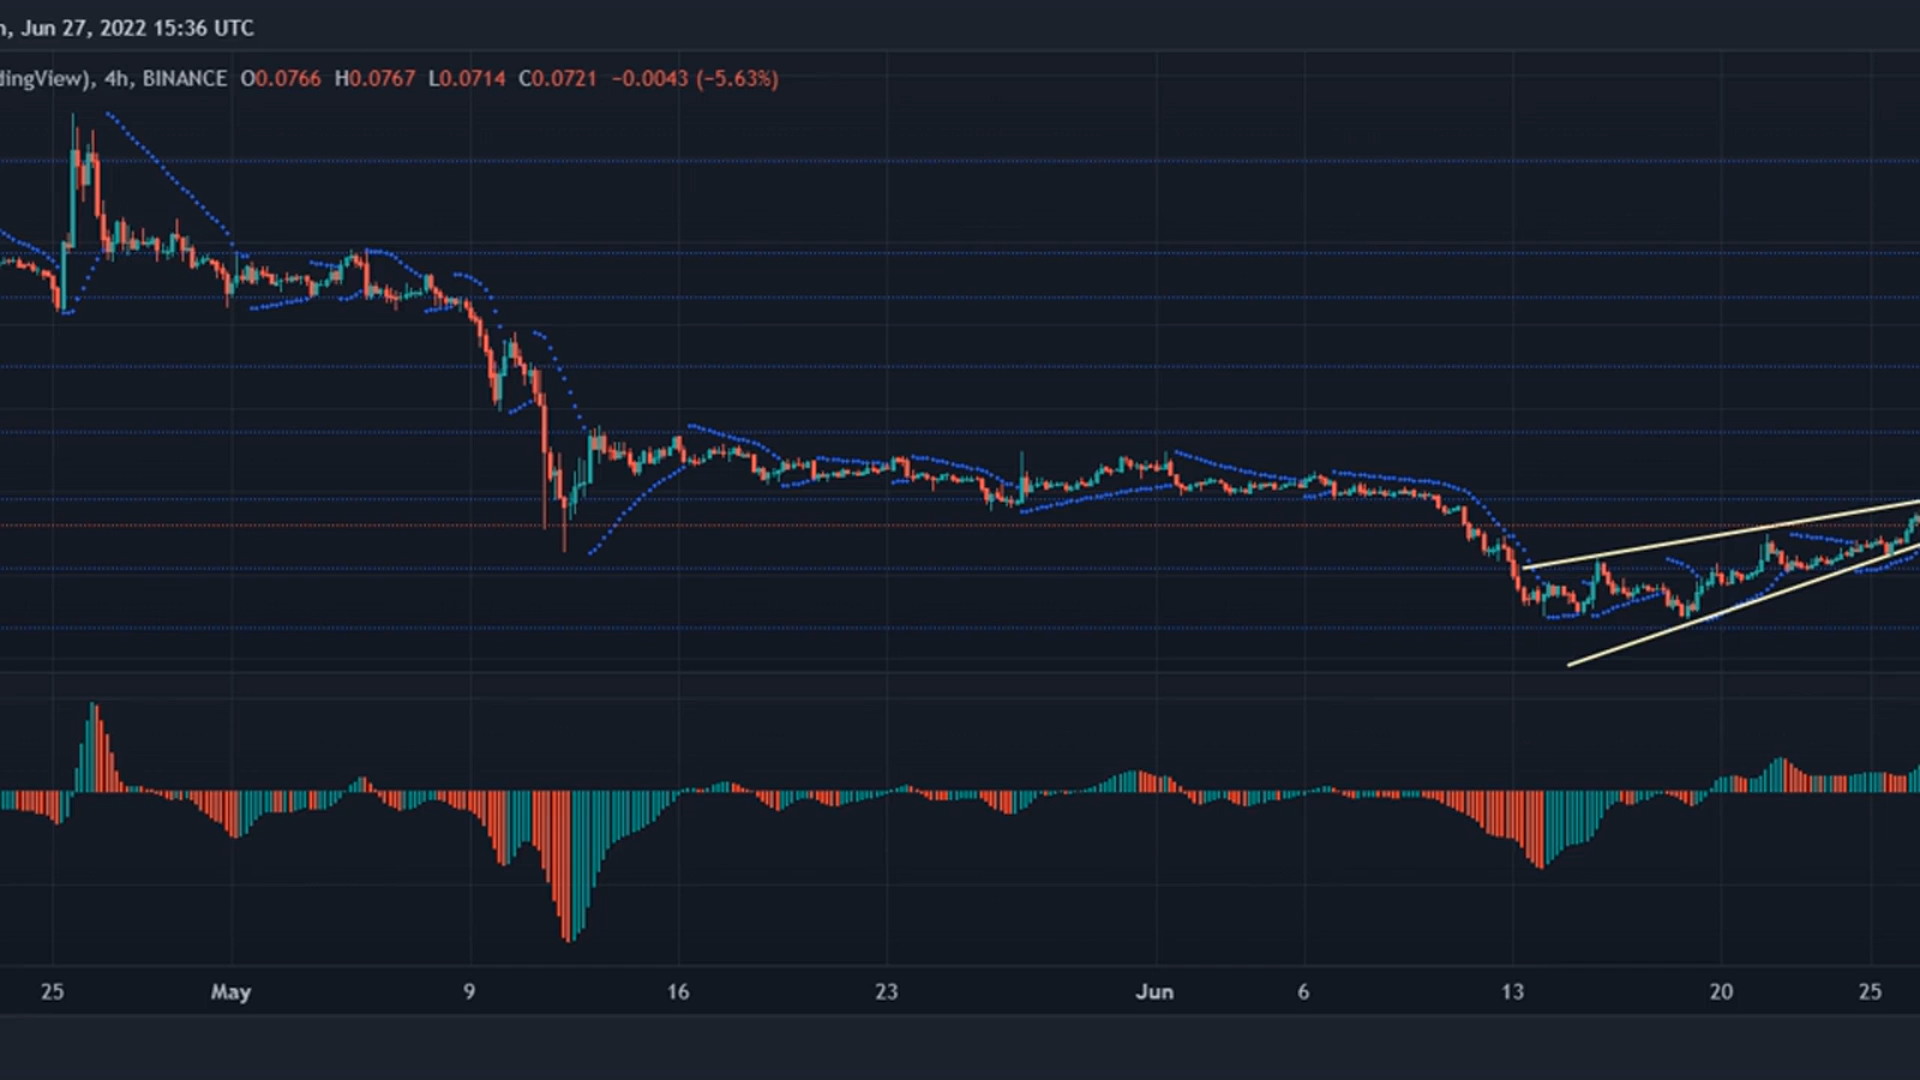 n, Jun 27, 2022 15:36 UTC
dingView), 4h, BINANCE O0.0766 H0.0767 L0.0714 C0.0721 −0.0043 (−5.63%)
25 May 9 16 23 Jun 6 13 20 25